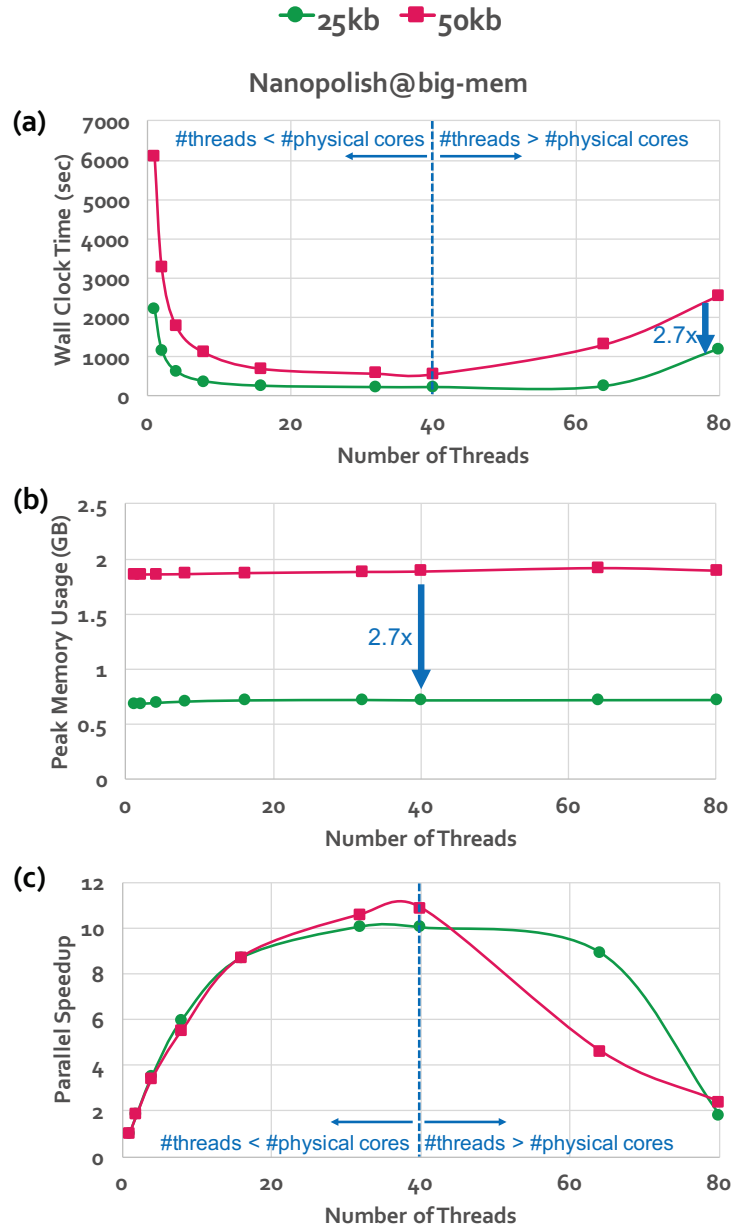 25kb 50kb
Nanopolish@big-mem
(a)
7000
#threads < #physical cores #threads > #physical cores
6000
5000
4000
3000
2000
2.7x
1000
0
Wall Clock Time (sec)
0 20 40 60 80
Number of Threads
(b)
2.5
2
1.5
2.7x
1
0.5
0
Peak Memory Usage (GB)
0 20 40 60 80
Number of Threads
(c)
12
10
8
6
4
2
#threads < #physical cores #threads > #physical cores
0
Parallel Speedup
0 20 40 60 80
Number of Threads